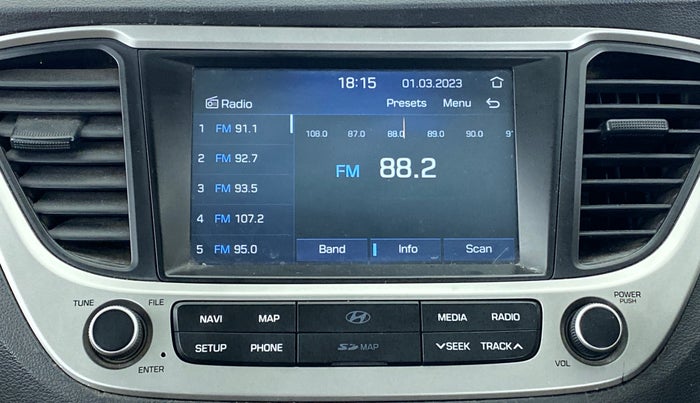 18:15 01.03.2023
Radio Presets Menu
1 FM 91.1
2 FM 92.7
3 FM 93.5
4 FM 107.2
5 FM 95.0
108.0 87.0 88.0 89.0 90.0 9
FM 88.2
Band Info Scan
TUNE FILE
ENTER
NAVI MAP
SETUP PHONE
SD MAP
MEDIA RADIO
SEEK TRACK
POWER
PUSH
VOL